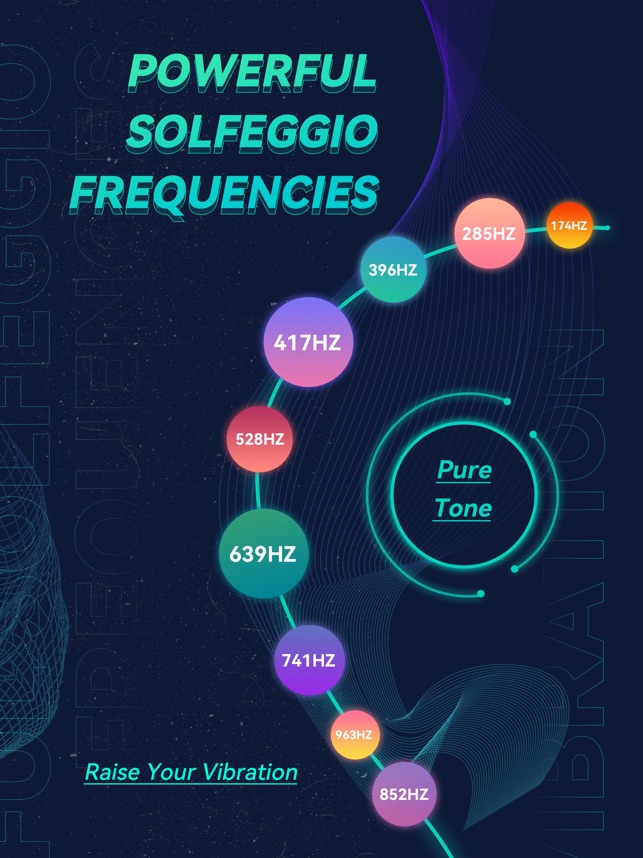 POWERFUL
SOLFEGGIO
FREQUENCIES
174HZ
285HZ
396HZ
417HZ
528HZ
639HZ
741HZ
963HZ
852HZ
Pure
Tone
Raise Your Vibration
SOLFEGGIO
FREQUENCES
VIBRATION